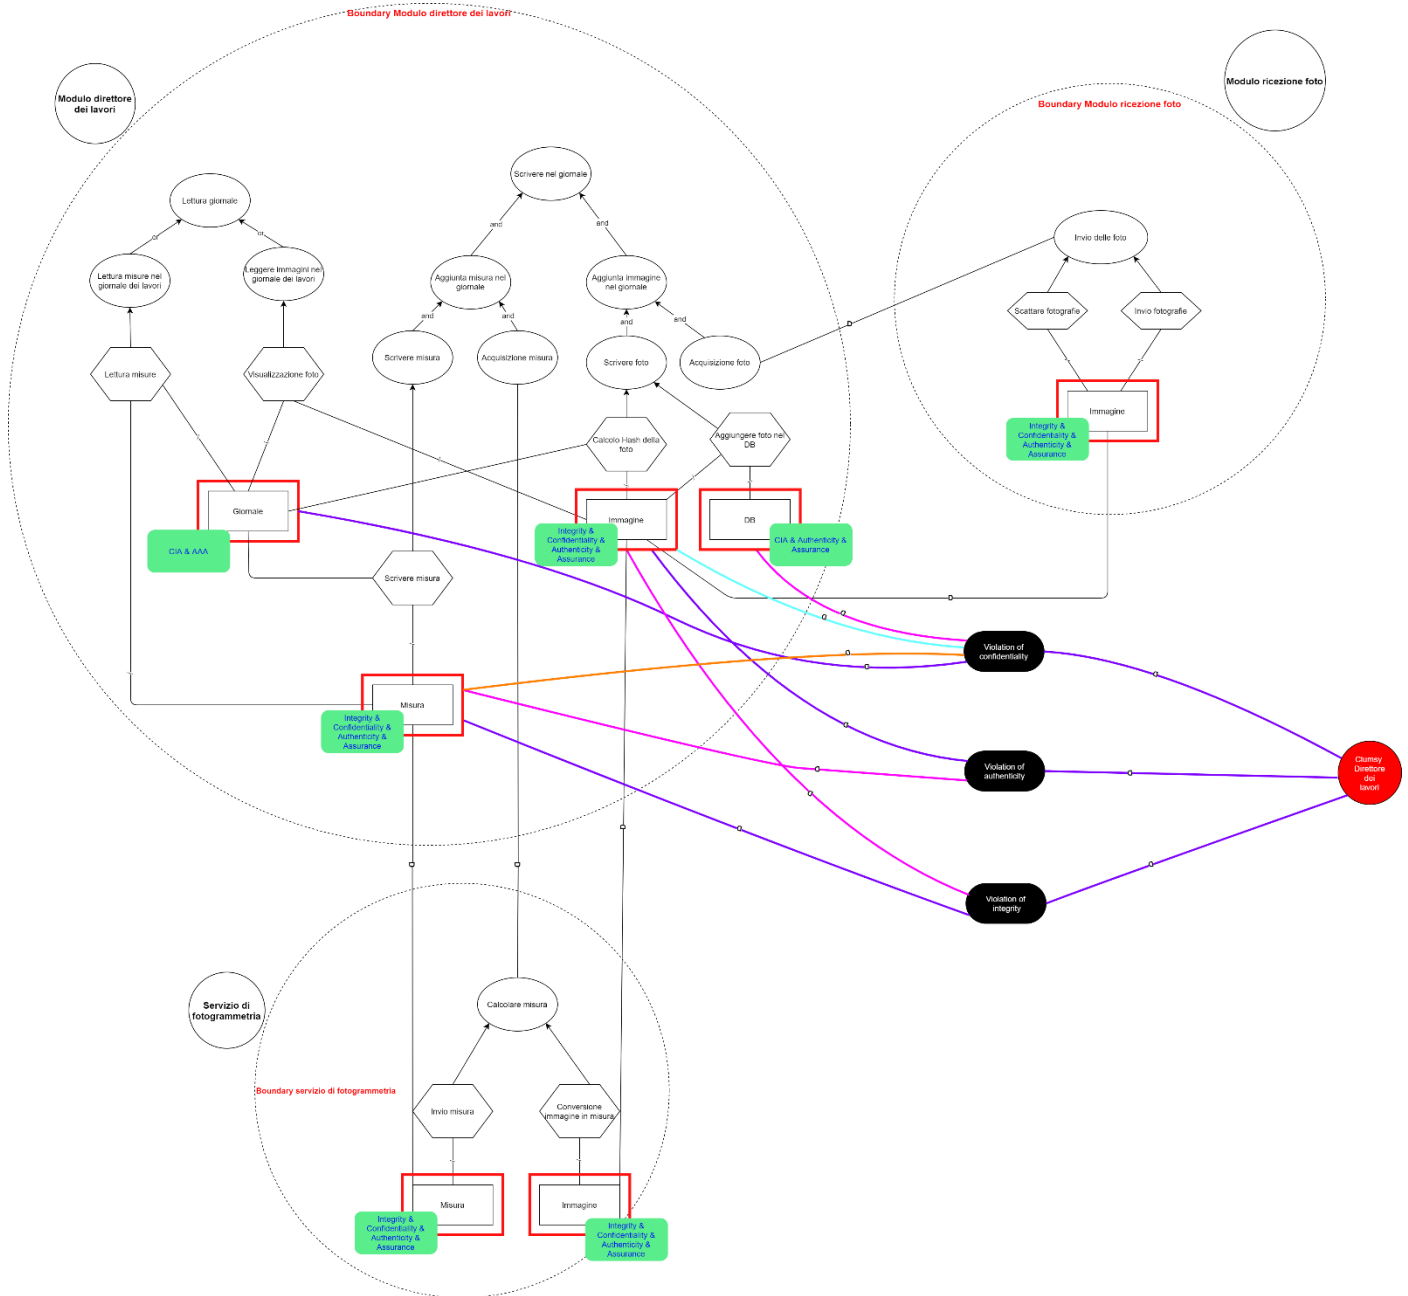 Boundary Modulo direttore dei lavori
Modulo direttore
dei lavori
Modulo ricezione foto
Boundary Modulo ricezione foto
Scrivere nel giornale
Lettura giornale
and
and
or
or
Invio delle foto
Lettura misure nel
giornale dei lavori
Leggere immagini nel
giornale dei lavori
Aggiunta misura nel
giornale
Aggiunta immagine
nel giornale
Scattare fotografie
Invio fotografie
and
and
and
and
D
Scrivere misura
Acquisizione misura
Scrivere foto
Acquisizione foto
Lettura misure
Visualizzazione foto
Immagine
Integrity &
Confidentiality &
Authenticity &
Assurance
Calcolo Hash della
foto
Aggiungere foto nel
DB
Giornale
CIA & AAA
Immagine
Integrity &
Confidentiality &
Authenticity &
Assurance
DB
CIA & Authenticity &
Assurance
Scrivere misura
D
Violation of
confidentiality
Misura
Integrity &
Confidentiality &
Authenticity &
Assurance
Violation of
authenticity
Clumsy
Direttore
dei
lavori
D
D
D
Violation of
integrity
Servizio di
fotogrammetria
Calcolare misura
Boundary servizio di fotogrammetria
Invio misura
Conversione
immagine in misura
Misura
Integrity &
Confidentiality &
Authenticity &
Assurance
Immagine
Integrity &
Confidentiality &
Authenticity &
Assurance